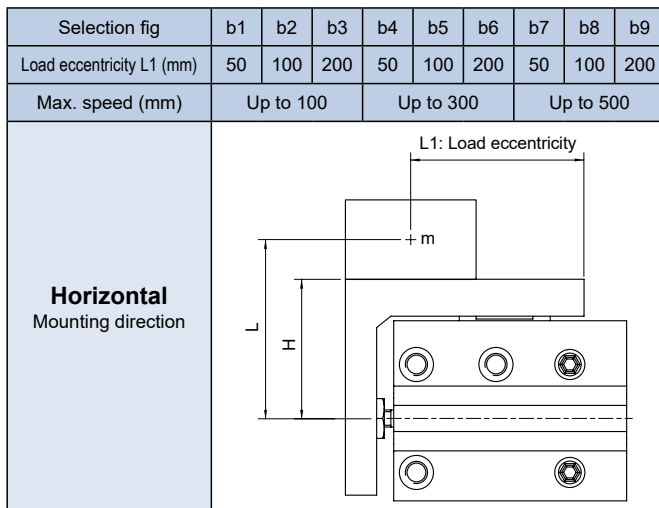 Selection fig b1 b2 b3 b4 b5 b6 b7 b8 b9
Load eccentricity L1 (mm) 50 100 200 50 100 200 50 100 200
Max. speed (mm) Up to 100 Up to 300 Up to 500
L1: Load eccentricity
m
Horizontal
Mounting direction
L
H